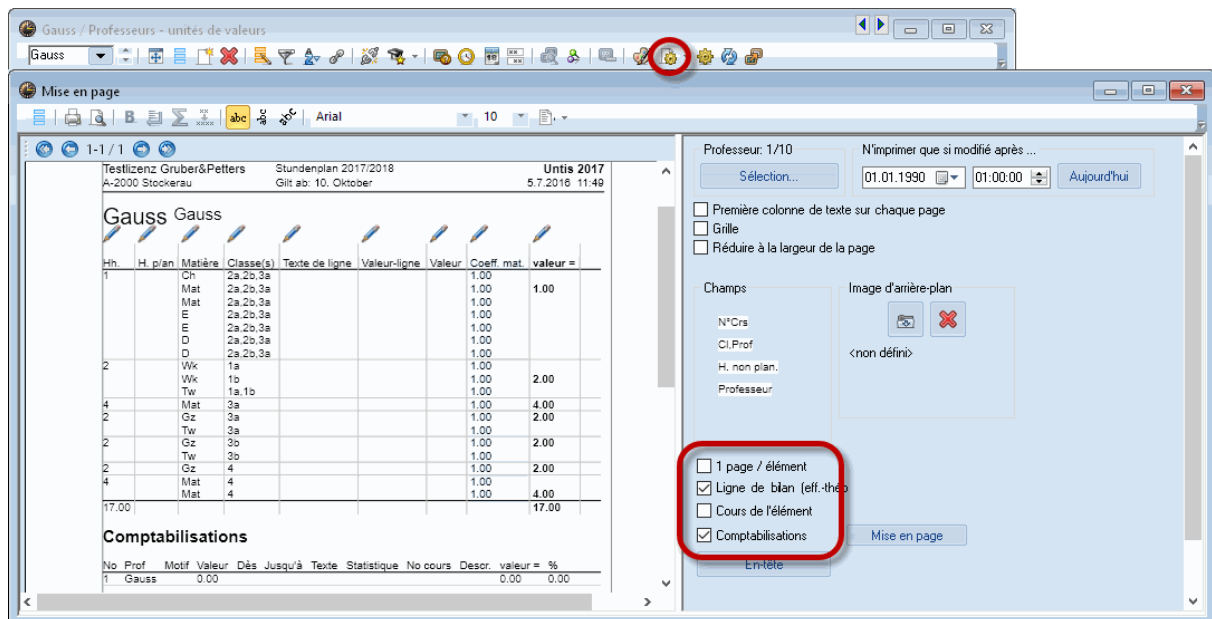 Gauss / Professeurs - unités de valeurs
Gauss
Mise en page
B abc Arial 10
1-1 / 1
Testlizenz Gruber&Petters Stundenplan 2017/2018 Untis 2017
A-2000 Stockerau Gilt ab: 10. Oktober 5.7.2016 11:49
Gauss Gauss
Hh. H. p/an Matière Classe(s) Texte de ligne Valeur-ligne Valeur Coeff. mat. valeur =
1 Ch 2a,2b,3a 1.00
Mat 2a,2b,3a 1.00 1.00
Mat 2a,2b,3a 1.00
E 2a,2b,3a 1.00
E 2a,2b,3a 1.00
D 2a,2b,3a 1.00
D 2a,2b,3a 1.00
2 Wk 1a 1.00
Wk 1b 1.00 2.00
Tw 1a,1b 1.00
4 Mat 3a 1.00 4.00
2 Gz 3a 1.00 2.00
Tw 3a 1.00
2 Gz 3b 1.00 2.00
Tw 3b 1.00
2 Gz 4 1.00 2.00
4 Mat 4 1.00
Mat 4 1.00 4.00
17.00 17.00
Comptabilisations
No Prof Motif Valeur Dès Jusqu'à Texte Statistique No cours Descr. valeur = %
1 Gauss 0.00 0.00 0.00
Professeur: 1/10
Sélection...
N'imprimer que si modifié après ...
01.01.1990 01:00:00 Aujourd'hui
Première colonne de texte sur chaque page
Grille
Réduire à la largeur de la page
Champs
N°Crs
Cl,Prof
H. non plan.
Professeur
Image d'arrière-plan
<non défini>
1 page / élément
Ligne de bilan (eff.-théo
Cours de l'élément
Comptabilisations
Mise en page
En-tête